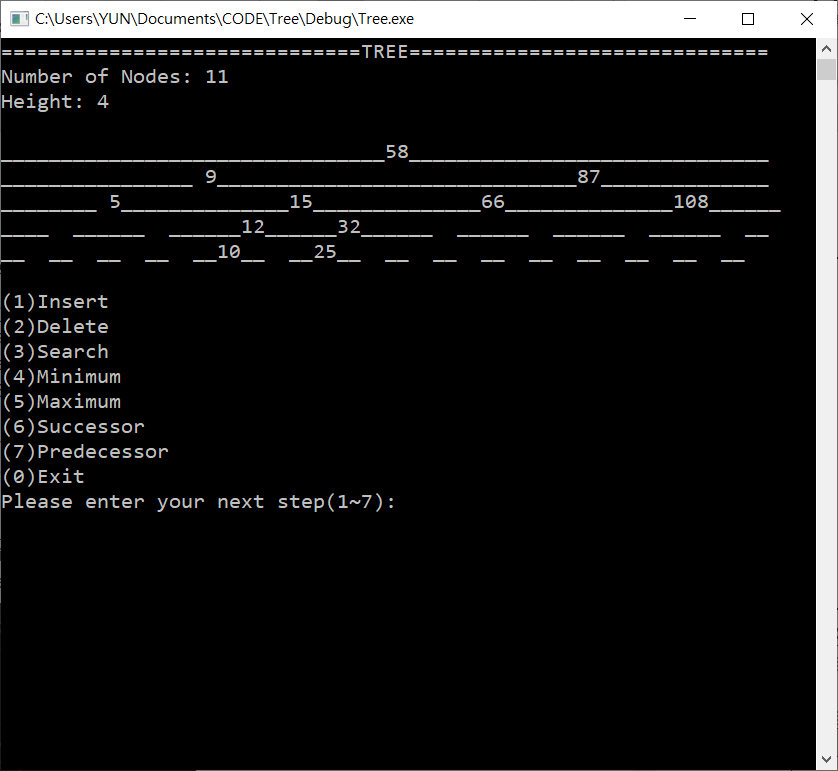 C:\Users\YUN\Documents\CODE\Tree\Debug\Tree.exe
==============================TREE==============================
Number of Nodes: 11
Height: 4
________________________________58______________________________
________________ 9______________________________87______________
________ 5______________15______________66______________108______
____  ______  ______12______32______  ______  ______  ______  __
__  __  __  __  __10__  __25__  __  __  __  __  __  __  __  __
(1)Insert
(2)Delete
(3)Search
(4)Minimum
(5)Maximum
(6)Successor
(7)Predecessor
(0)Exit
Please enter your next step(1~7):